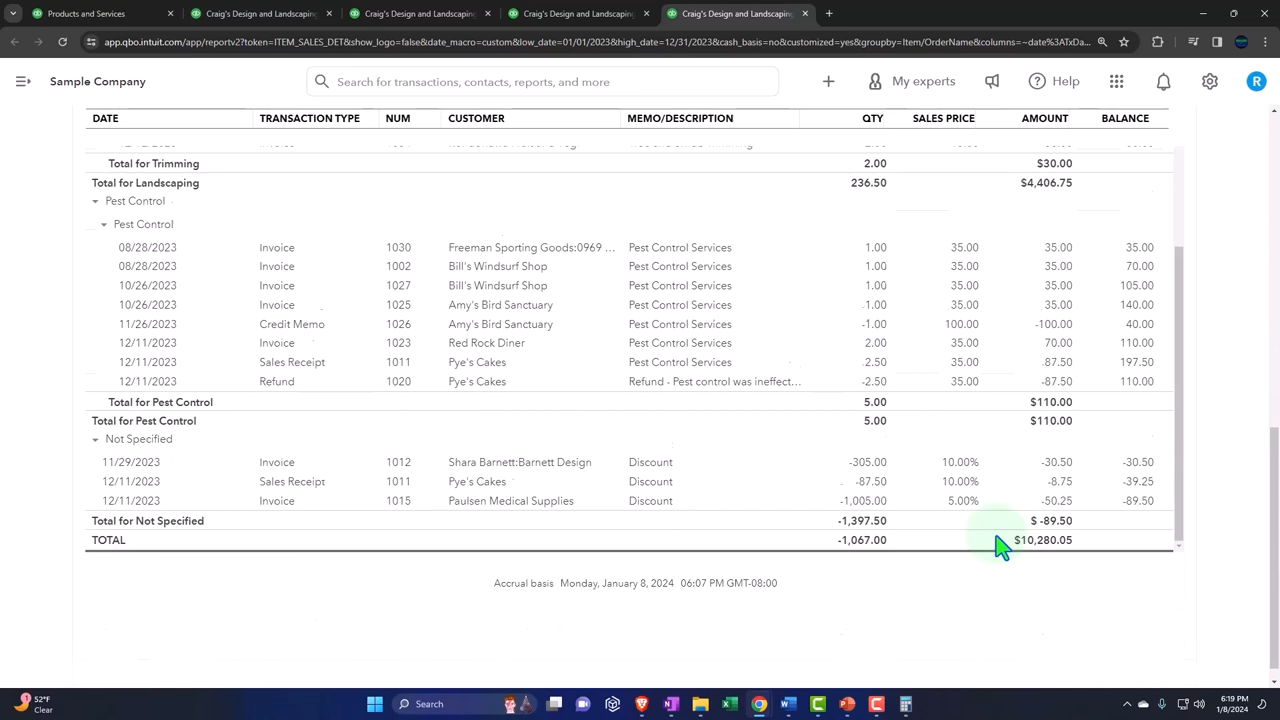 Products and Services
Craig's Design and Landscaping
Craig's Design and Landscaping
Craig's Design and Landscaping
Craig's Design and Landscaping
app.qbo.intuit.com/app/reportv2?token=ITEM_SALES_DET&show_logo=false&date_macro=custom&low_date=01/01/2023&high_date=12/31/2023&cash_basis=no&customized=yes&groupby=Item/OrderName&columns=~date%XTxDa...
Sample Company
Search for transactions, contacts, reports, and more
My experts
Help
R
DATE TRANSACTION TYPE NUM CUSTOMER MEMO/DESCRIPTION QTY SALES PRICE AMOUNT BALANCE
Total for Trimming 2.00 $30.00
Total for Landscaping 236.50 $4,406.75
Pest Control
Pest Control
08/28/2023 Invoice 1030 Freeman Sporting Goods:0969 ... Pest Control Services 1.00 35.00 35.00 35.00
08/28/2023 Invoice 1002 Bill's Windsurf Shop Pest Control Services 1.00 35.00 35.00 70.00
10/26/2023 Invoice 1027 Bill's Windsurf Shop Pest Control Services 1.00 35.00 35.00 105.00
10/26/2023 Invoice 1025 Amy's Bird Sanctuary Pest Control Services 1.00 35.00 35.00 140.00
11/26/2023 Credit Memo 1026 Amy's Bird Sanctuary Pest Control Services -1.00 100.00 -100.00 40.00
12/11/2023 Invoice 1023 Red Rock Diner Pest Control Services 2.00 35.00 70.00 110.00
12/11/2023 Sales Receipt 1011 Pye's Cakes Pest Control Services 2.50 35.00 87.50 197.50
12/11/2023 Refund 1020 Pye's Cakes Refund - Pest control was ineffect... -2.50 35.00 -87.50 110.00
Total for Pest Control 5.00 $110.00
Total for Pest Control 5.00 $110.00
Not Specified
11/29/2023 Invoice 1012 Shara Barnett:Barnett Design Discount -305.00 10.00% -30.50 -30.50
12/11/2023 Sales Receipt 1011 Pye's Cakes Discount -87.50 10.00% -8.75 -39.25
12/11/2023 Invoice 1015 Paulsen Medical Supplies Discount -1,005.00 5.00% -50.25 -89.50
Total for Not Specified -1,397.50 $ -89.50
TOTAL -1,067.00 $10,280.05
Accrual basis Monday, January 8, 2024 06:07 PM GMT-08:00
52°F
Clear
Search
6:19 PM
1/8/2024